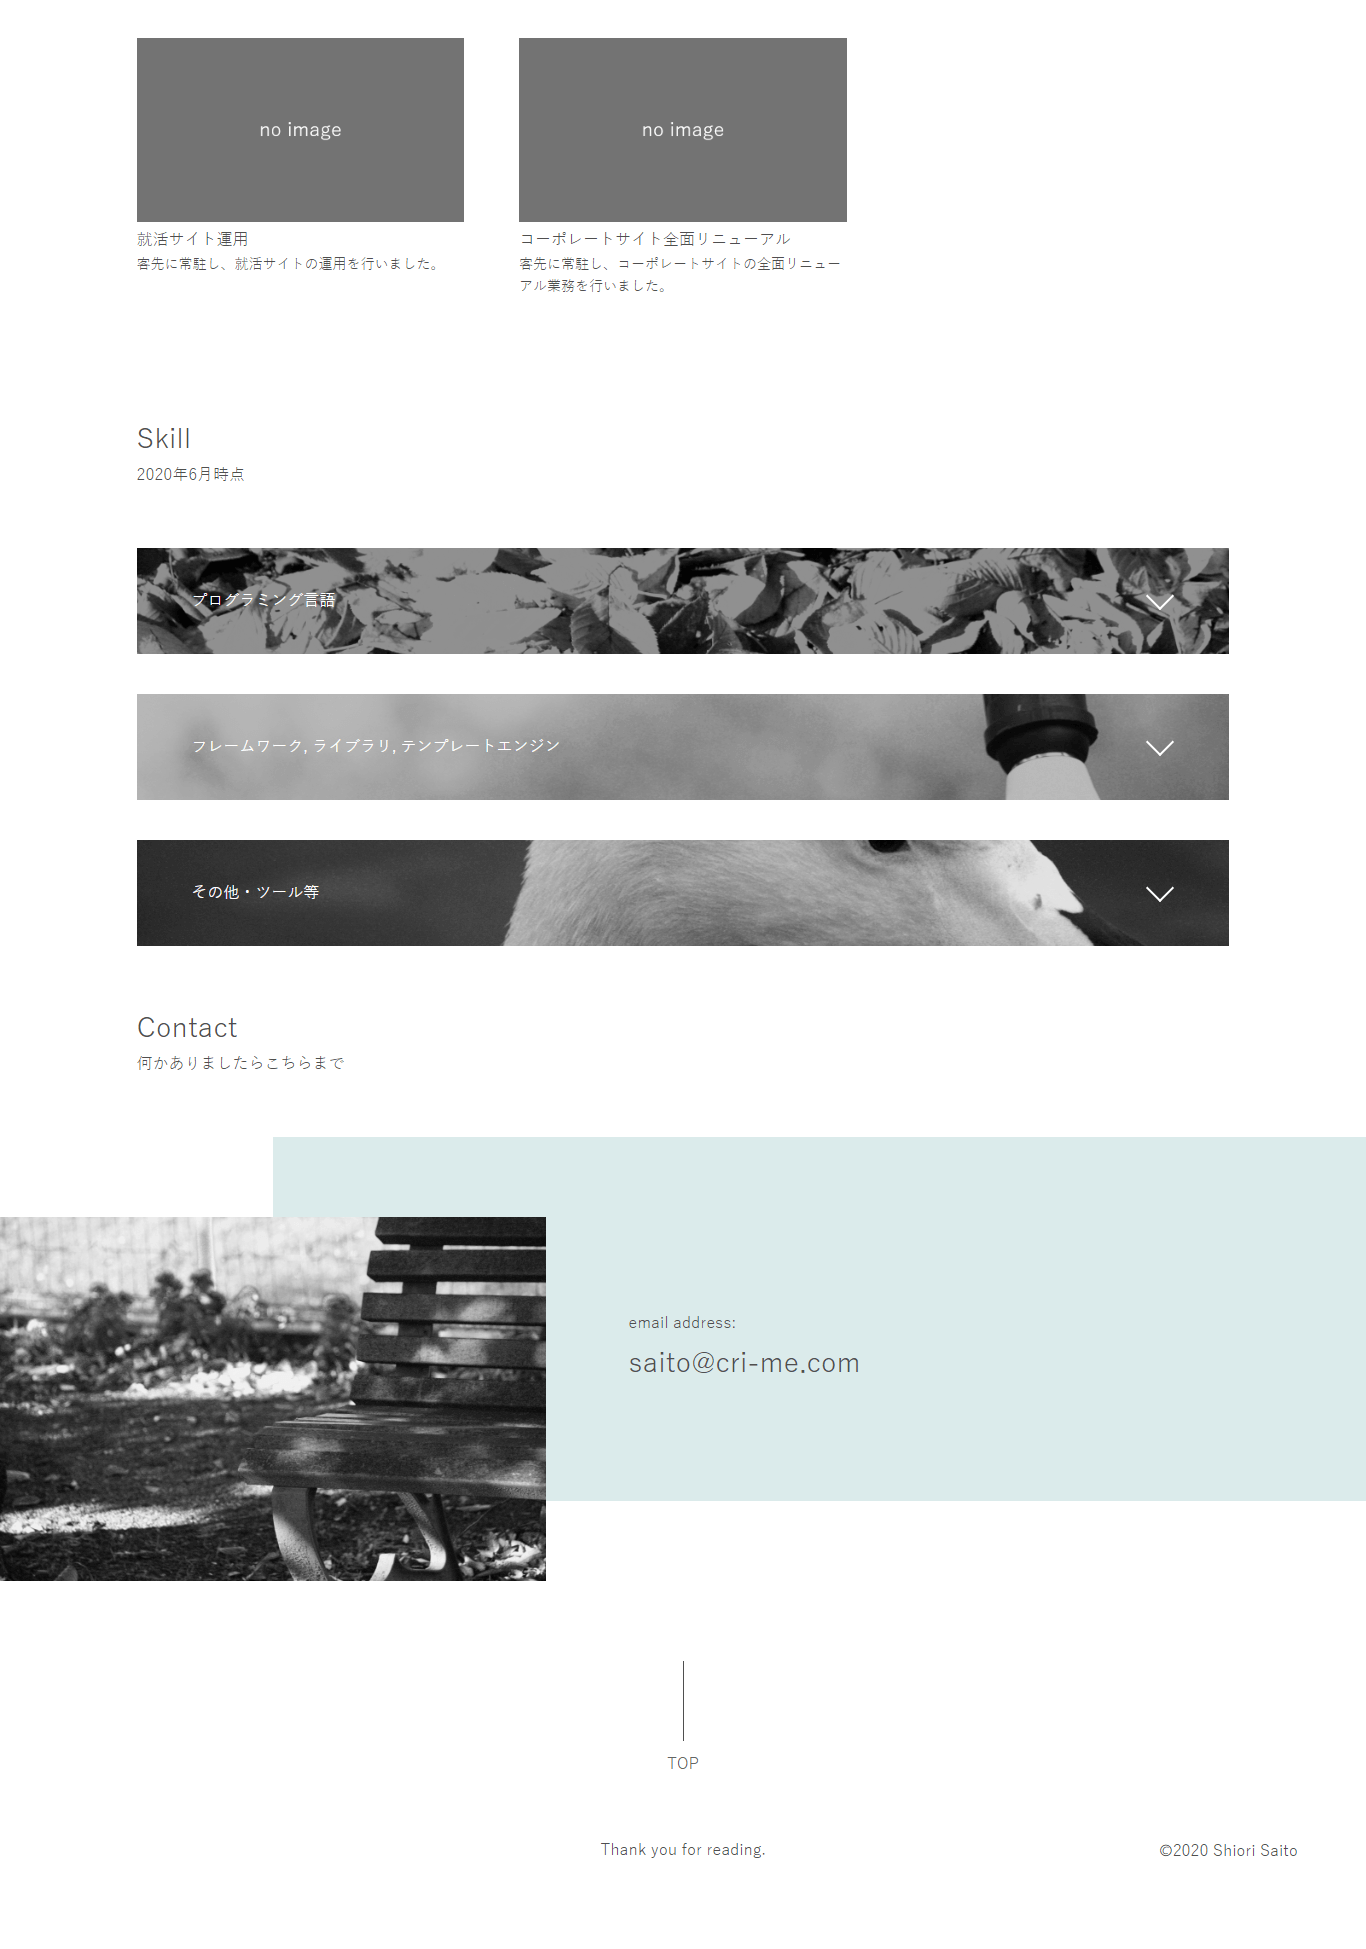 no image
no image
就活サイト運用
客先に常駐し、就活サイトの運用を行いました。
コーポレートサイト全面リニューアル
客先に常駐し、コーポレートサイトの全面リニュー
アル業務を行いました。
Skill
2020年6月時点
プログラミング言語
フレームワーク, ライブラリ, テンプレートエンジン
その他・ツール等
Contact
何かありましたらこちらまで
email address:
saito@cri-me.com
TOP
Thank you for reading.
©2020 Shiori Saito